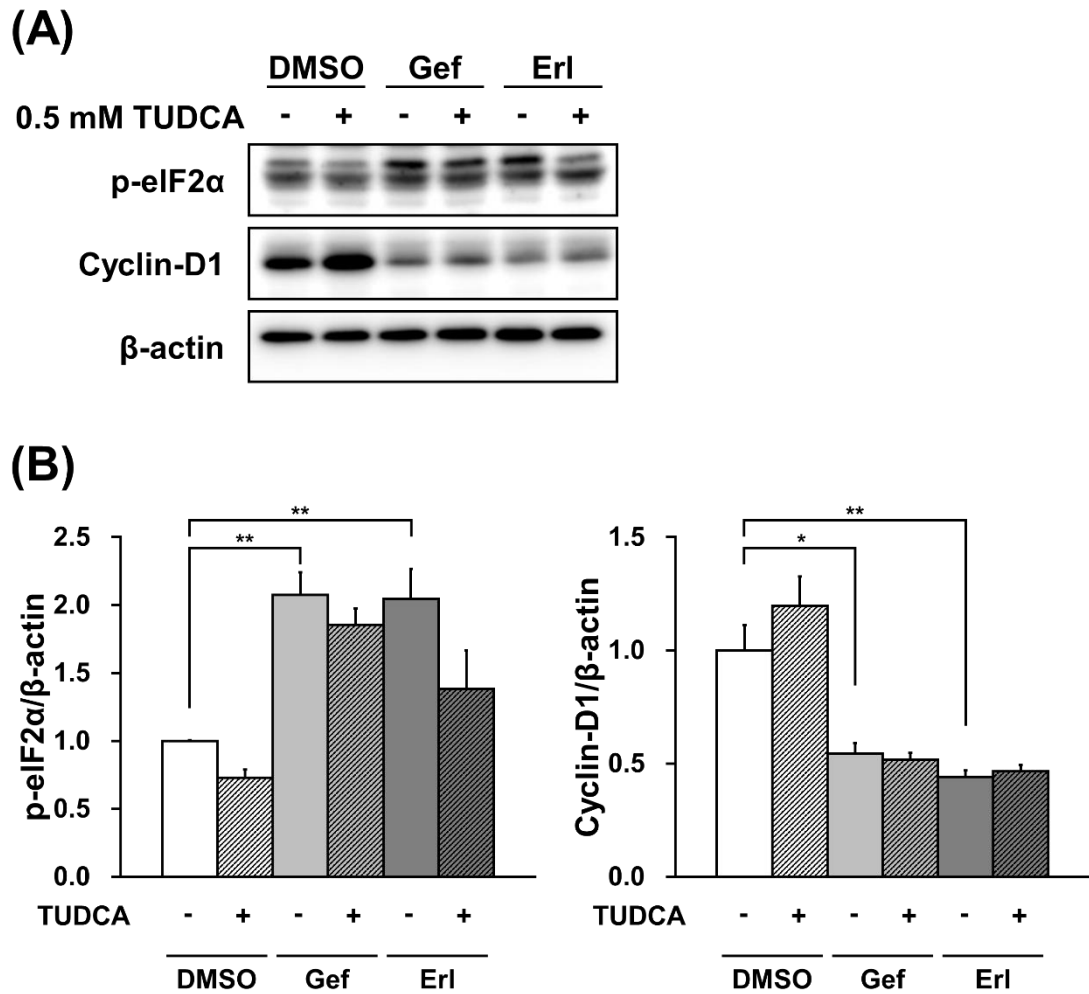 (A)
DMSO Gef Erl
0.5 mM TUDCA - + - + - +
p-eIF2α
Cyclin-D1
β-actin
(B)
p-eIF2α/β-actin
2.5
2.0
1.5
1.0
0.5
0.0
**
**
TUDCA - + - + - +
DMSO Gef Erl
Cyclin-D1/β-actin
1.5
1.0
0.5
0.0
**
*
TUDCA - + - + - +
DMSO Gef Erl